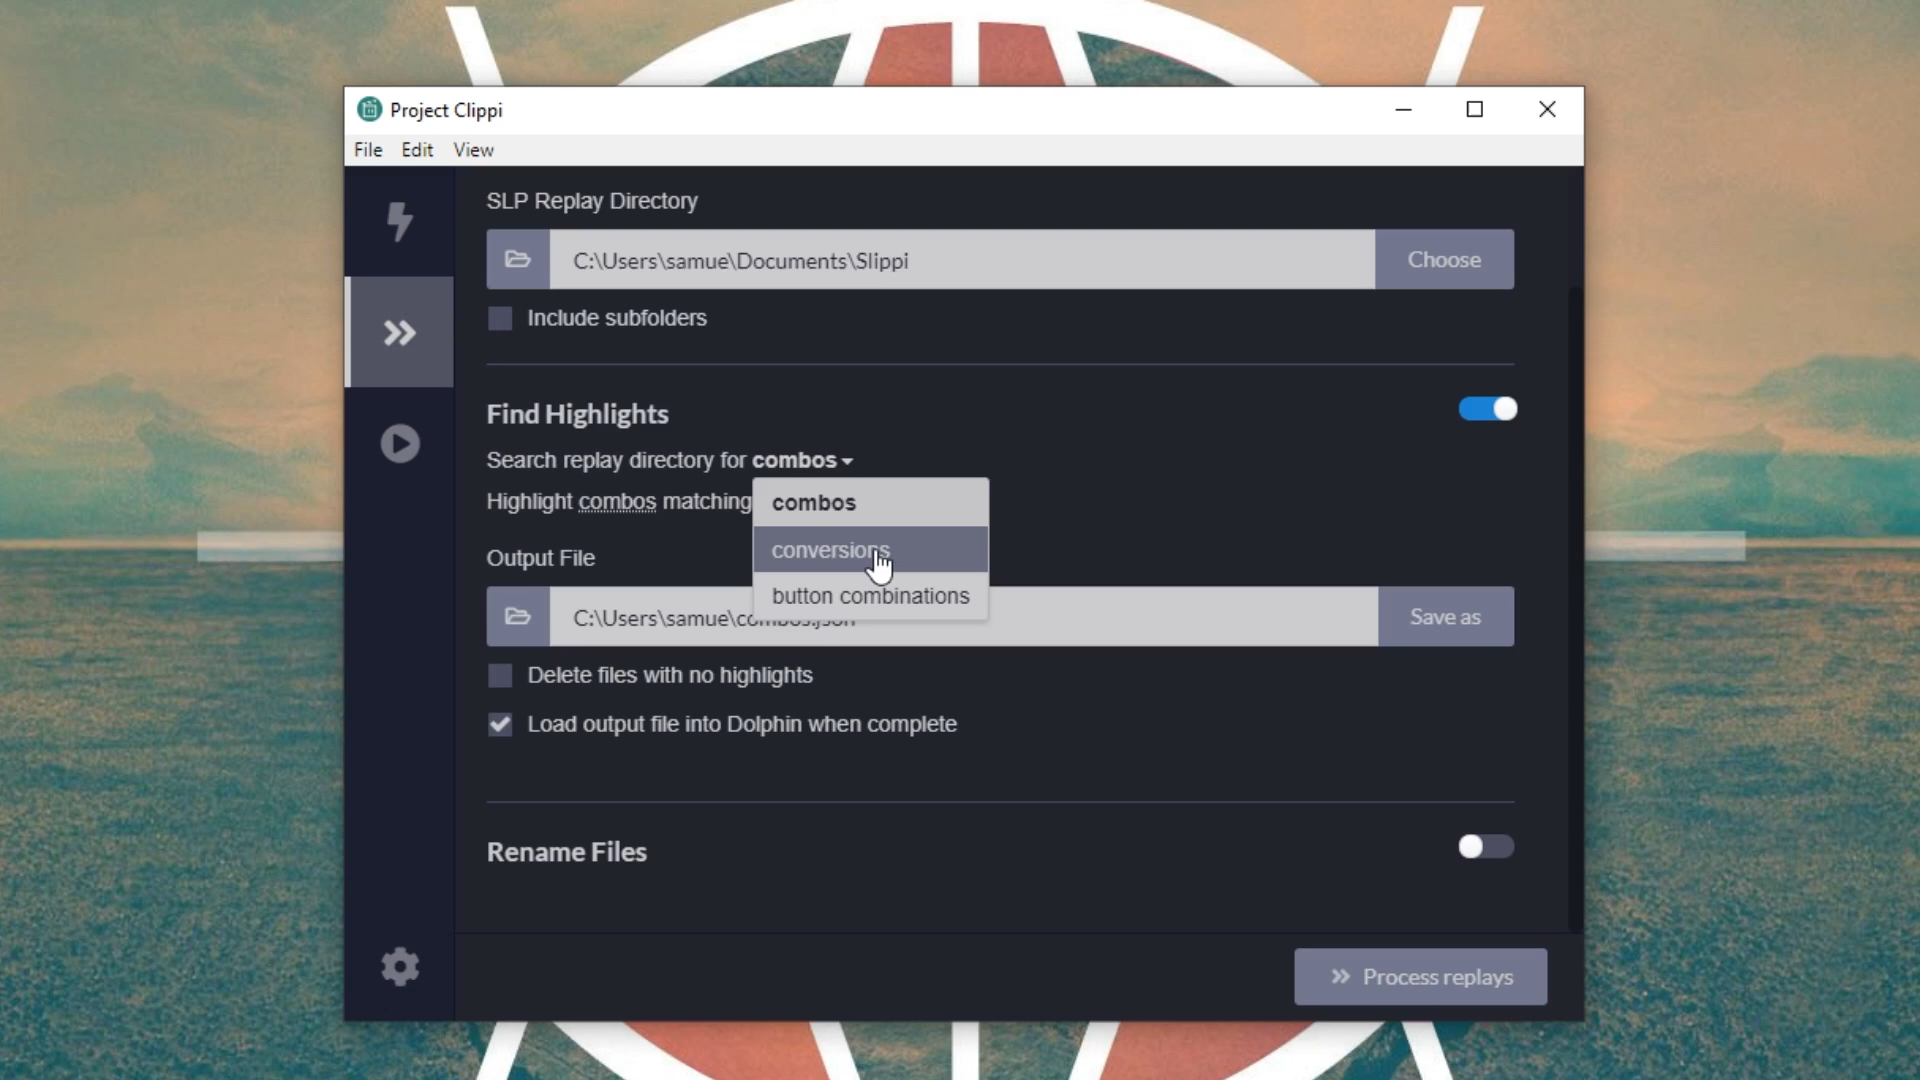 Project Clippi
File Edit View
SLP Replay Directory
C:\Users\samue\Documents\Slippi
Choose
Include subfolders
Find Highlights
Search replay directory for combos
Highlight combos matching
combos
conversions
button combinations
Output File
C:\Users\samue\combos.json
Save as
Delete files with no highlights
Load output file into Dolphin when complete
Rename Files
Process replays